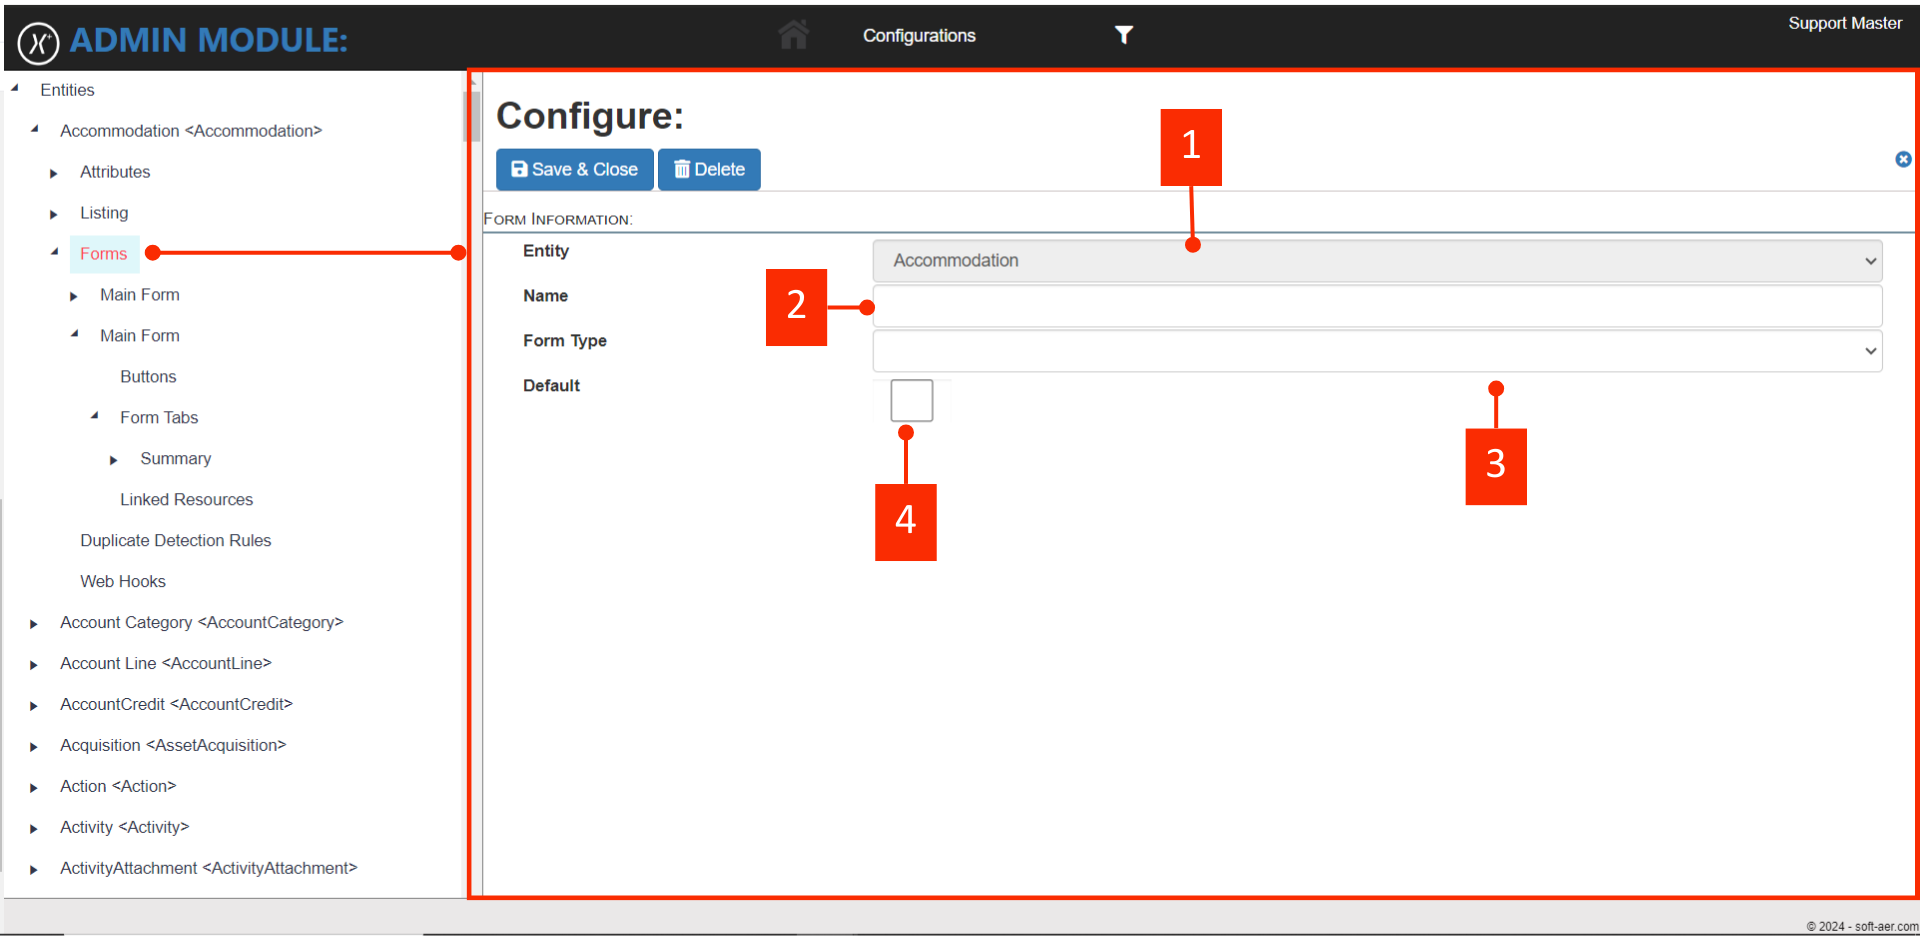 ADMIN MODULE:
Configurations
Support Master
Entities
Accommodation <Accommodation>
Attributes
Listing
Forms
Main Form
Main Form
Buttons
Form Tabs
Summary
Linked Resources
Duplicate Detection Rules
Web Hooks
Account Category <AccountCategory>
Account Line <AccountLine>
AccountCredit <AccountCredit>
Acquisition <AssetAcquisition>
Action <Action>
Activity <Activity>
ActivityAttachment <ActivityAttachment>
Configure:
Save & Close
Delete
1
FORM INFORMATION:
Entity
Accommodation
Name
2
Form Type
Default
3
4
© 2024 - soft-aer.com